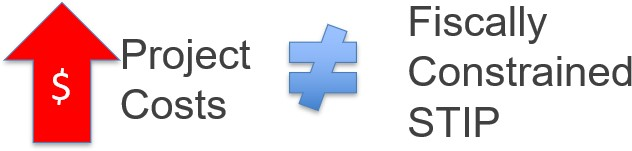 $
Project
Costs
≠
Fiscally
Constrained
STIP